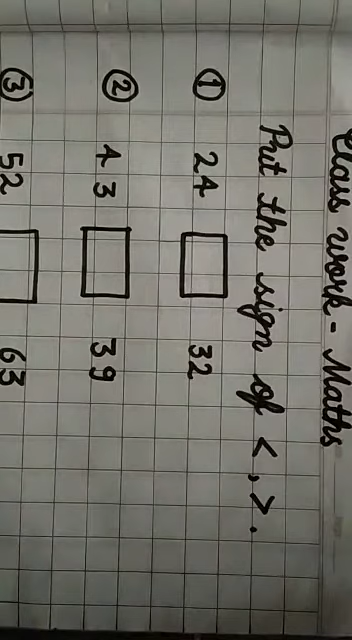 Class work - Maths
Put the sign of <, >.
① 24 □ 32
② 43 □ 39
③ 52 □ 63